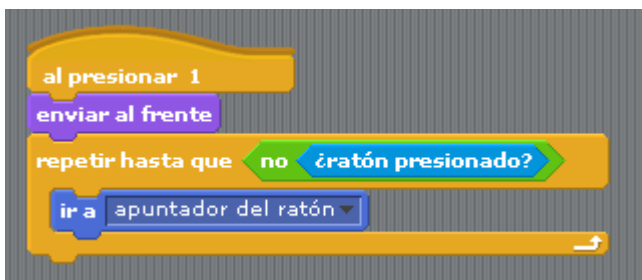 al presionar 1
enviar al frente
repetir hasta que no ¿ratón presionado?
ir a apuntador del ratón